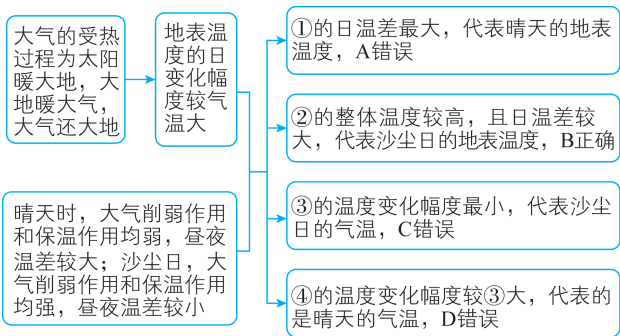 大气的受热
过程为太阳
暖大地，大
地暖大气，
大气还大地
地表温
度的日
变化幅
度较气
温大
晴天时，大气削弱作用
和保温作用均弱，昼夜
温差较大；沙尘日，大
气削弱作用和保温作用
均强，昼夜温差较小
①的日温差最大，代表晴天的地表
温度，A错误
②的整体温度较高，且日温差较
大，代表沙尘日的地表温度，B正确
③的温度变化幅度最小，代表沙尘
日的气温，C错误
④的温度变化幅度较③大，代表的
是晴天的气温，D错误